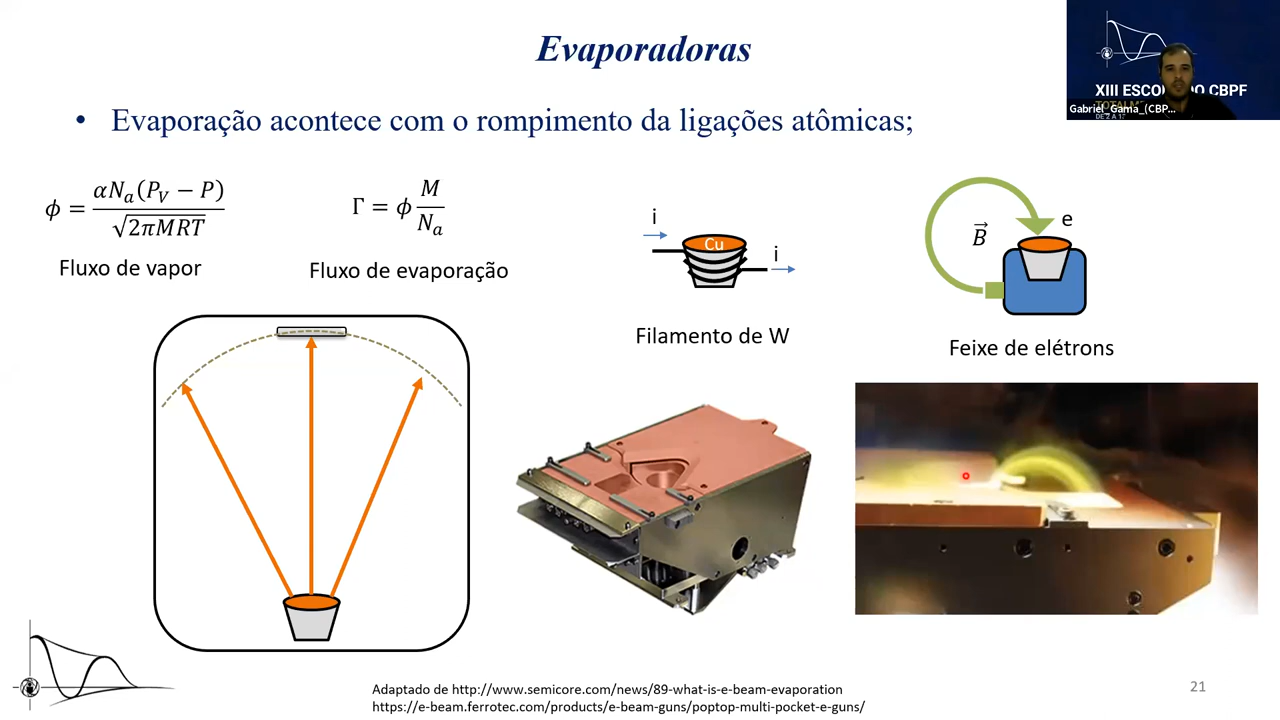 Evaporadoras
XIII ESCO DO CBPF
Gabriel_Gama_(CBP...
• Evaporação acontece com o rompimento da ligações atômicas;
ϕ = αNₐ(P_V − P) / √2πMRT
Γ = ϕ M / Nₐ
Fluxo de vapor
Fluxo de evaporação
i
Cu
i
Filamento de W
B⃗
e
Feixe de elétrons
Adaptado de http://www.semicore.com/news/89-what-is-e-beam-evaporation
https://e-beam.ferrotec.com/products/e-beam-guns/poptop-multi-pocket-e-guns/
21